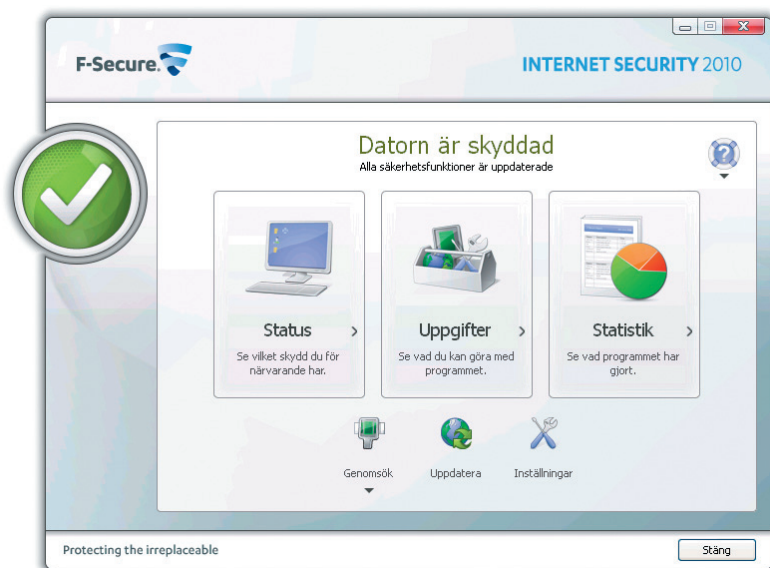 F-Secure.
INTERNET SECURITY 2010
Datorn är skyddad
Alla säkerhetsfunktioner är uppdaterade
Status
Se vilket skydd du för
närvarande har.
Uppgifter
Se vad du kan göra med
programmet.
Statistik
Se vad programmet har
gjort.
Genomsök
Uppdatera
Inställningar
Protecting the irreplaceable
Stäng